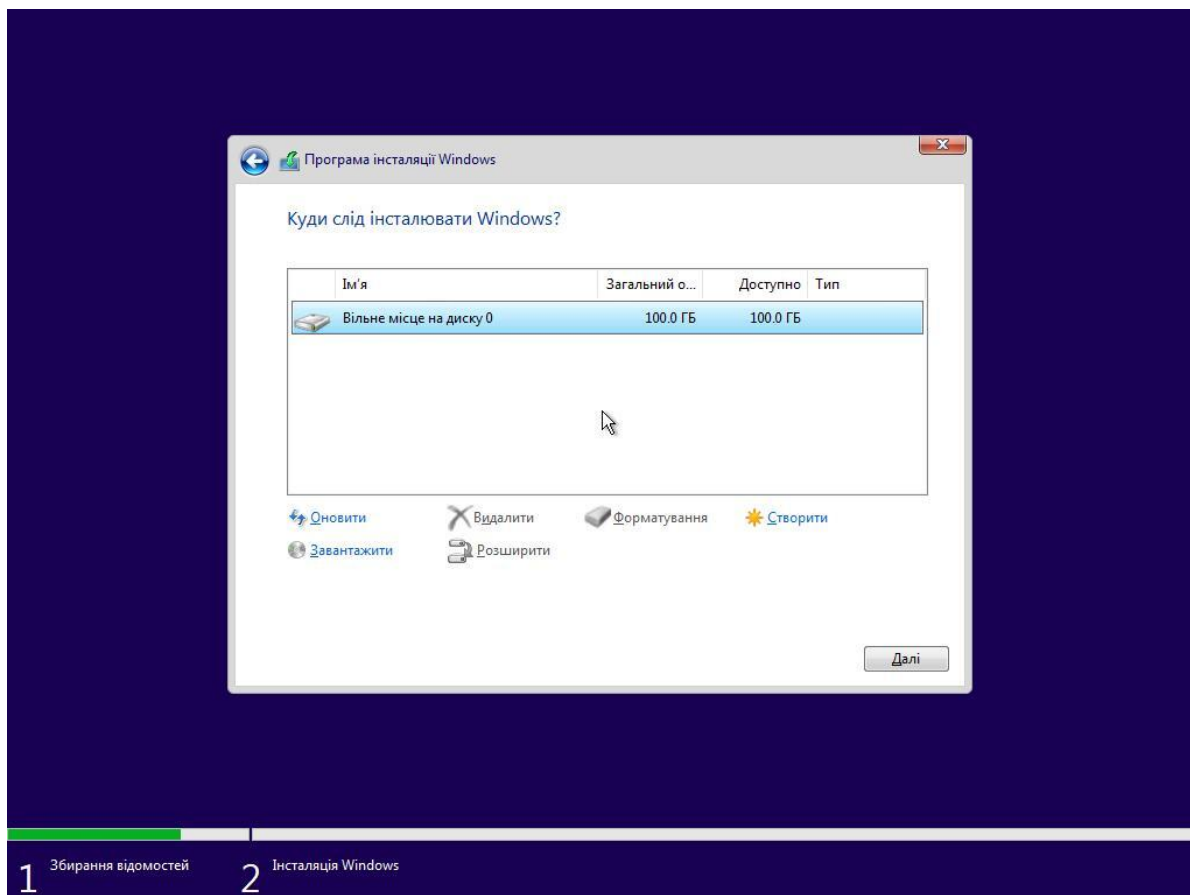 Програма інсталяції Windows
Куди слід інсталювати Windows?
Ім'я Загальний о... Доступно Тип
Вільне місце на диску 0 100.0 ГБ 100.0 ГБ
Оновити Видалити Форматування Створити
Завантажити Розширити
Далі
1 Збирання відомостей 2 Інсталяція Windows